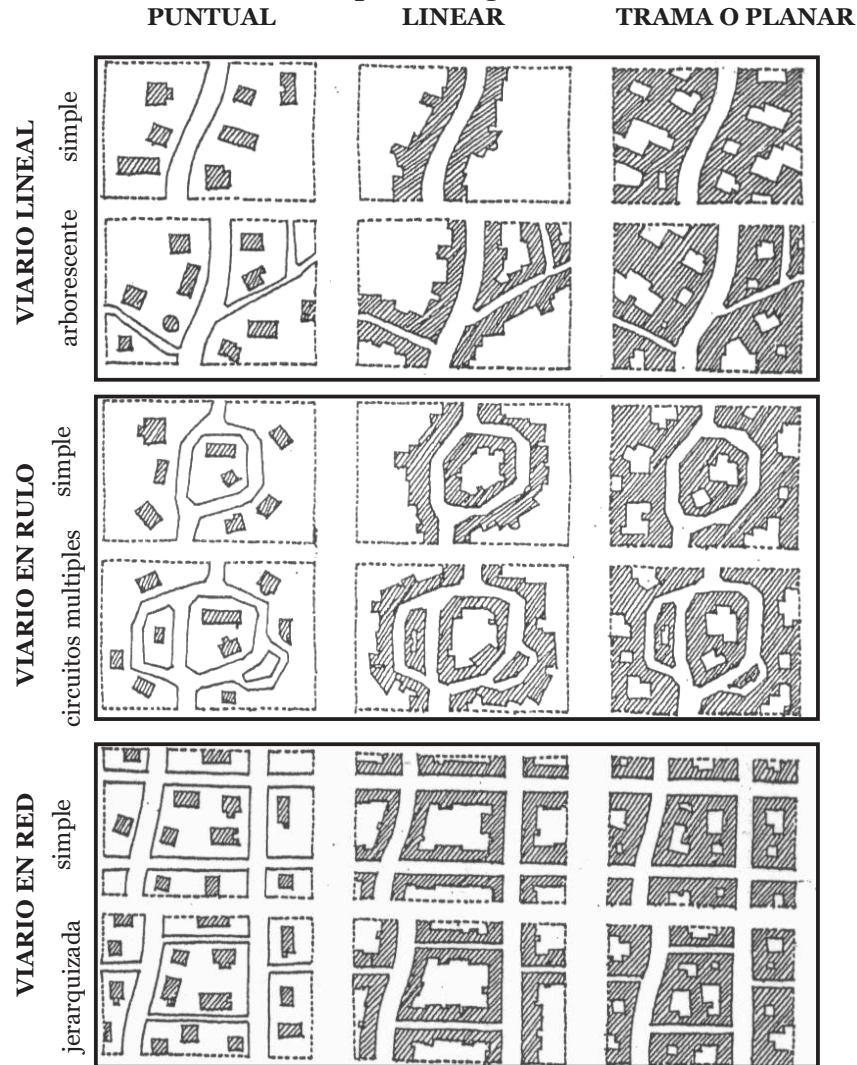 PUNTUAL LINEAR TRAMA O PLANAR
VIARIO LINEAL
simple
arborescente
VIARIO EN RULO
simple
circuitos multiples
VIARIO EN RED
simple
jerarquizada